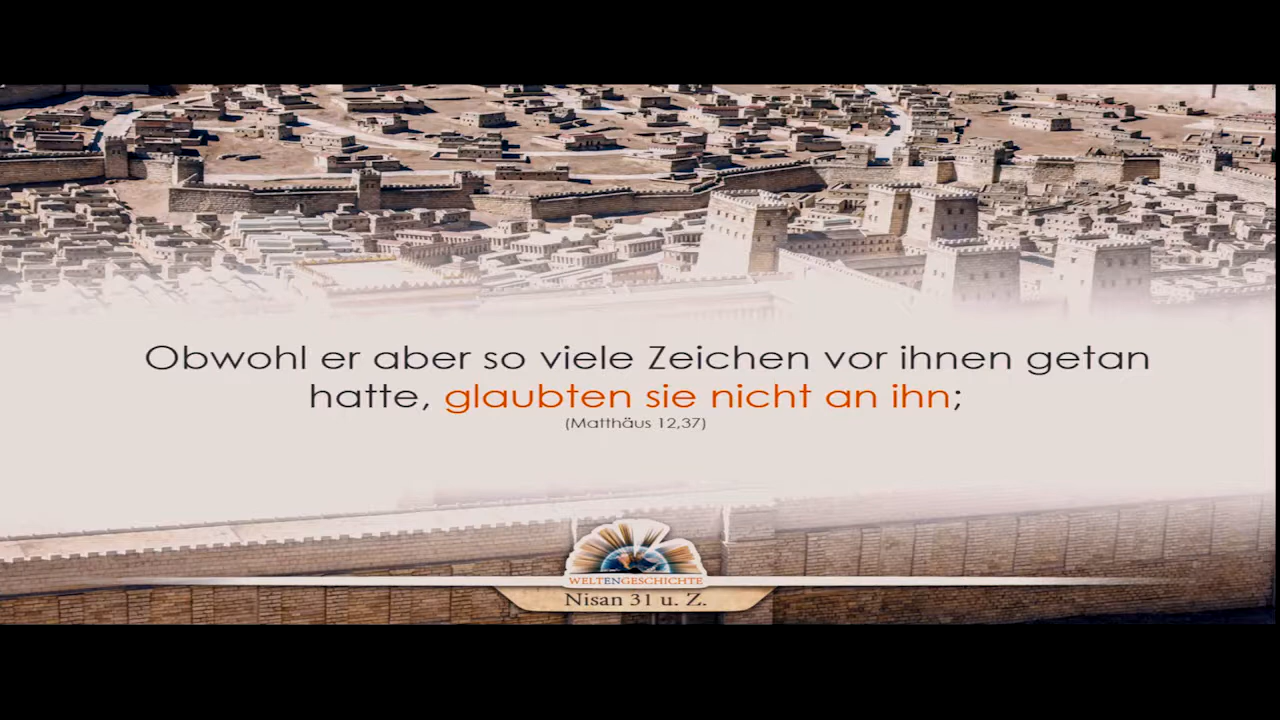 Obwohl er aber so viele Zeichen vor ihnen getan
hatte, glaubten sie nicht an ihn;
(Matthäus 12,37)
WELTENGESCHICHTE
Nisan 31 u. Z.